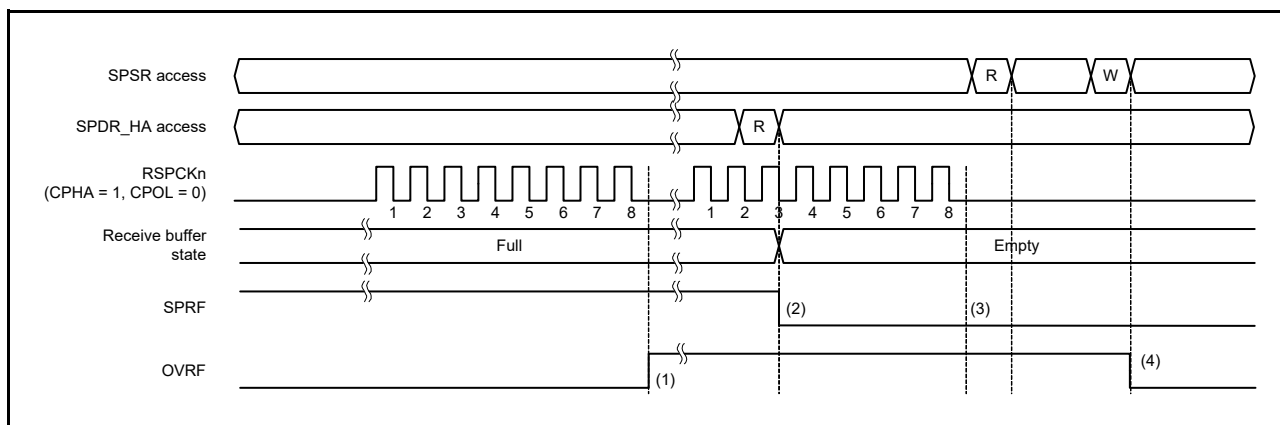 SPSR access
R
W
SPDR_HA access
R
RSPCKn
(CPHA = 1, CPOL = 0)
1 2 3 4 5 6 7 8 1 2 3 4 5 6 7 8
Receive buffer
state
Full
Empty
SPRF
(2)
(3)
OVRF
(1)
(4)